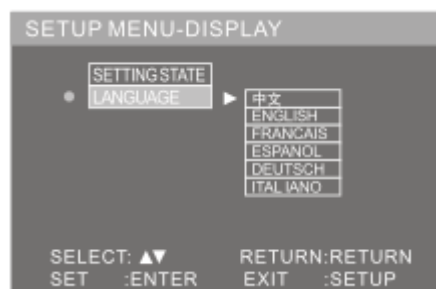 SETUP MENU-DISPLAY
SETTING STATE
LANGUAGE
中文
ENGLISH
FRANCAIS
ESPANOL
DEUTSCH
ITALIANO
SELECT: ▲▼ RETURN:RETURN
SET :ENTER EXIT :SETUP